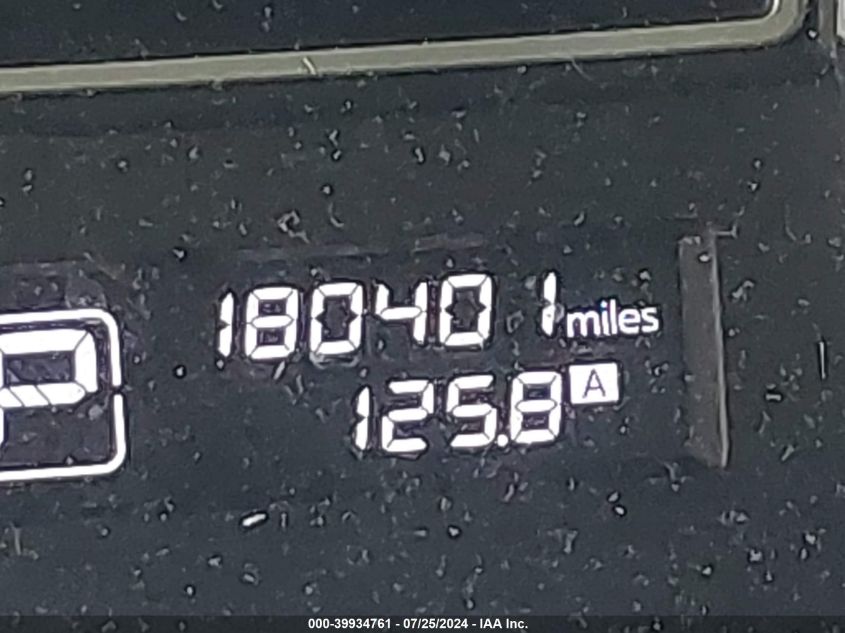 180401 miles
P
125.8 A
000-39934761 - 07/25/2024 - IAA Inc.